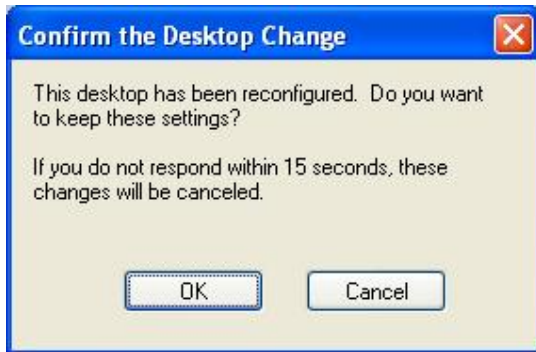 Confirm the Desktop Change
This desktop has been reconfigured.  Do you want
to keep these settings?
If you do not respond within 15 seconds, these
changes will be canceled.
OK
Cancel